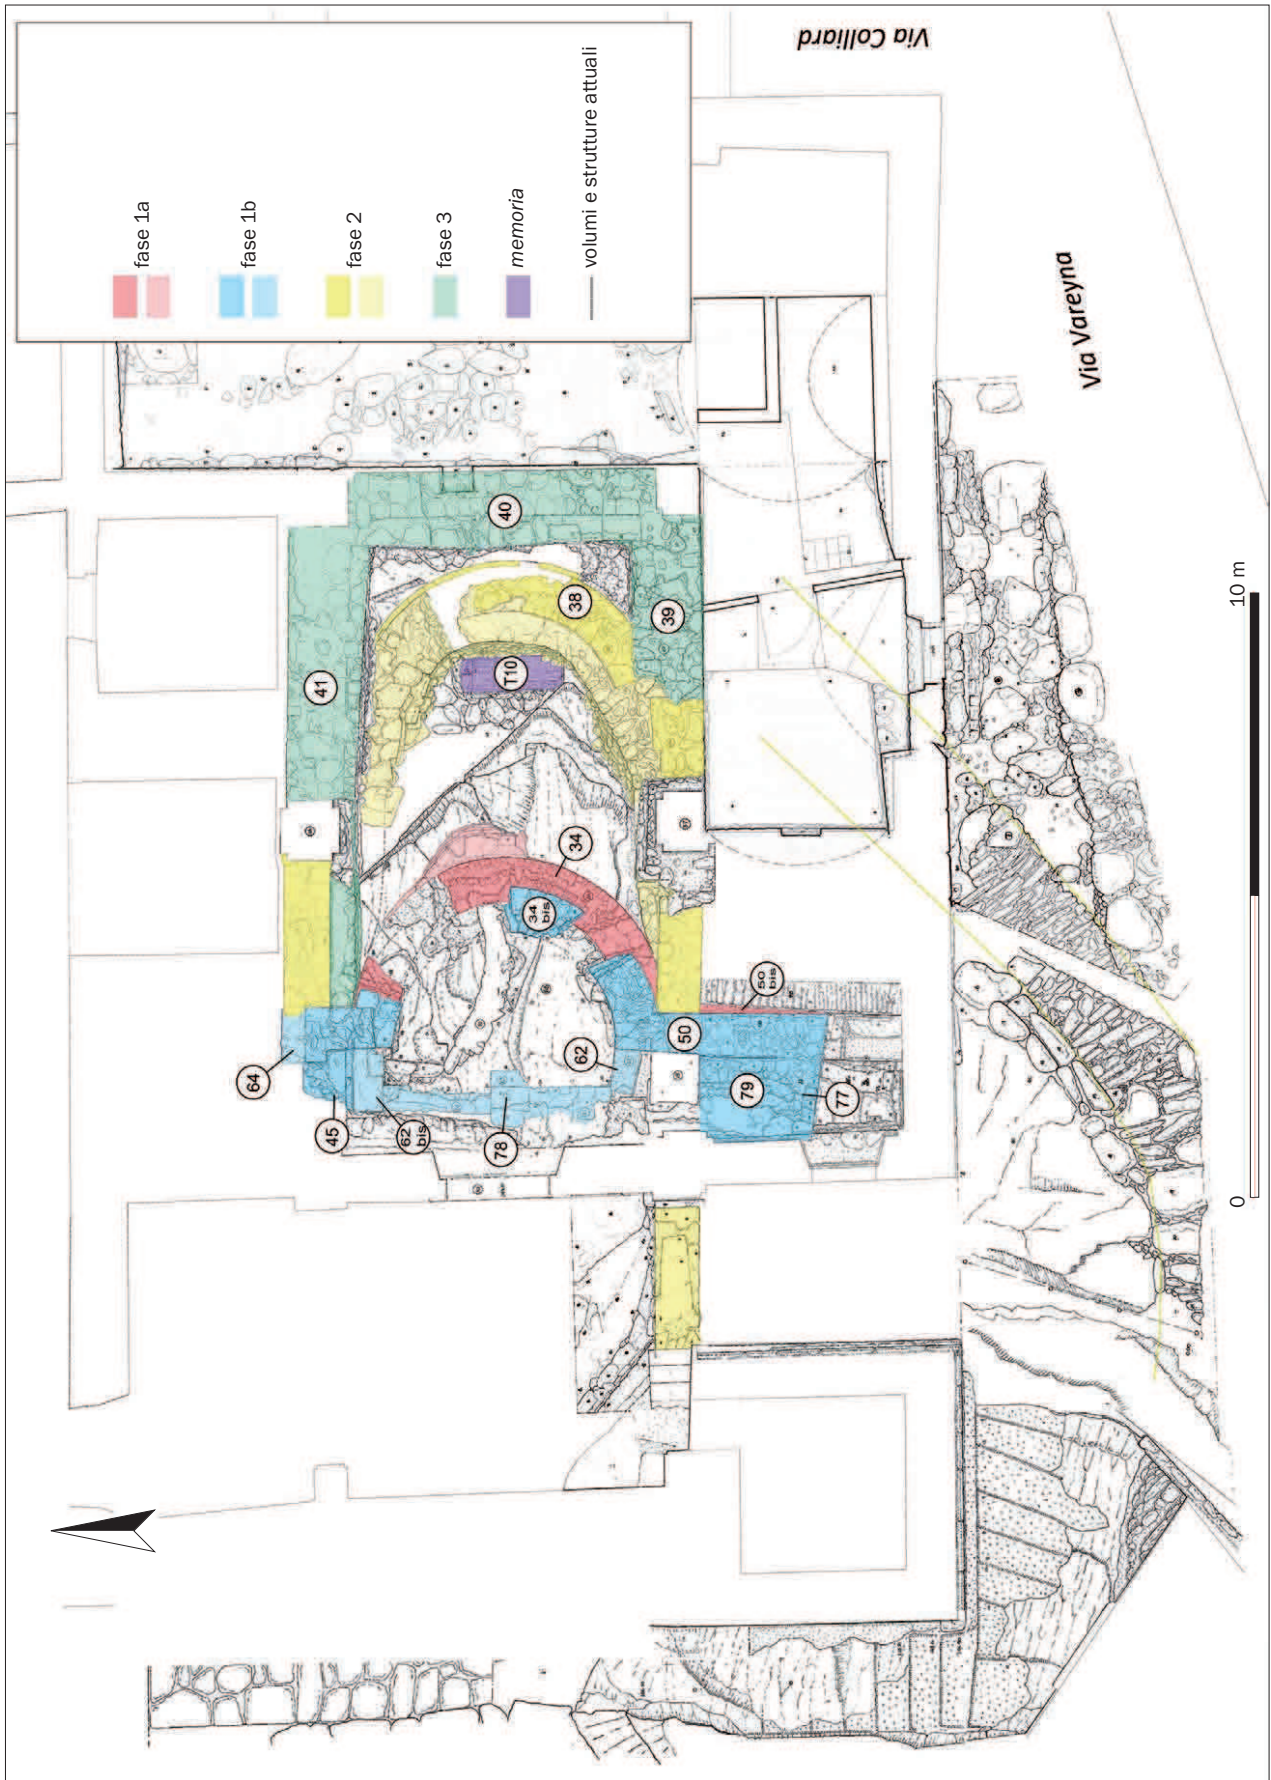 fase 1a
fase 1b
fase 2
fase 3
memoria
volumi e strutture attuali
Via Colliard
Via Vareyna
41
40
39
38
T10
34
34 bis
50 bis
50
64
45
62 bis
78
62
79
77
0
10 m